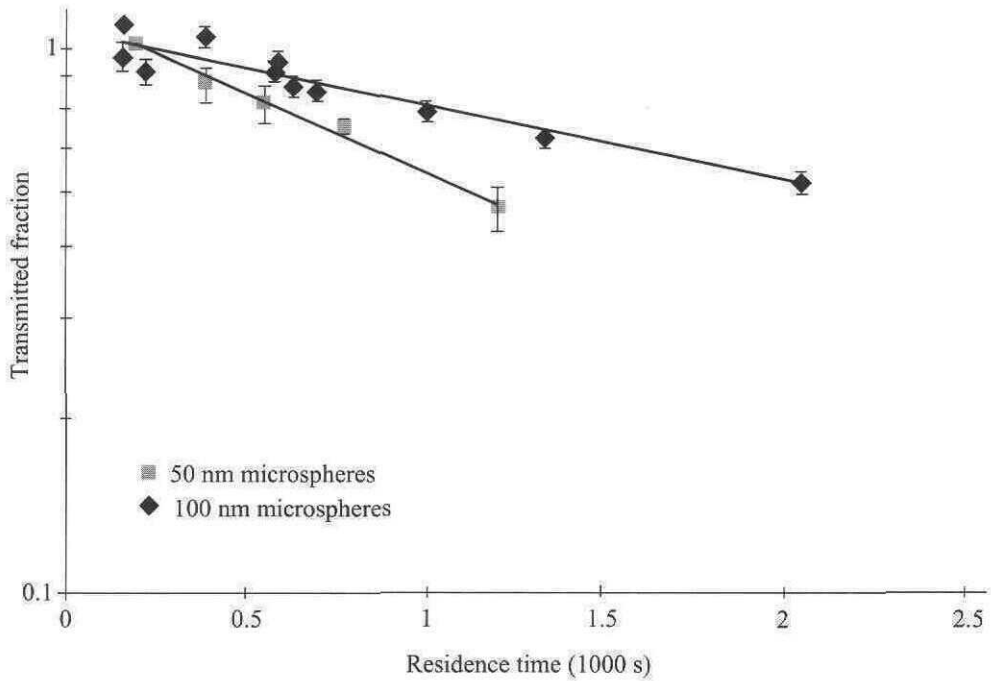 1
Transmitted fraction
50 nm microspheres
100 nm microspheres
0.1
0 0.5 1 1.5 2 2.5
Residence time (1000 s)